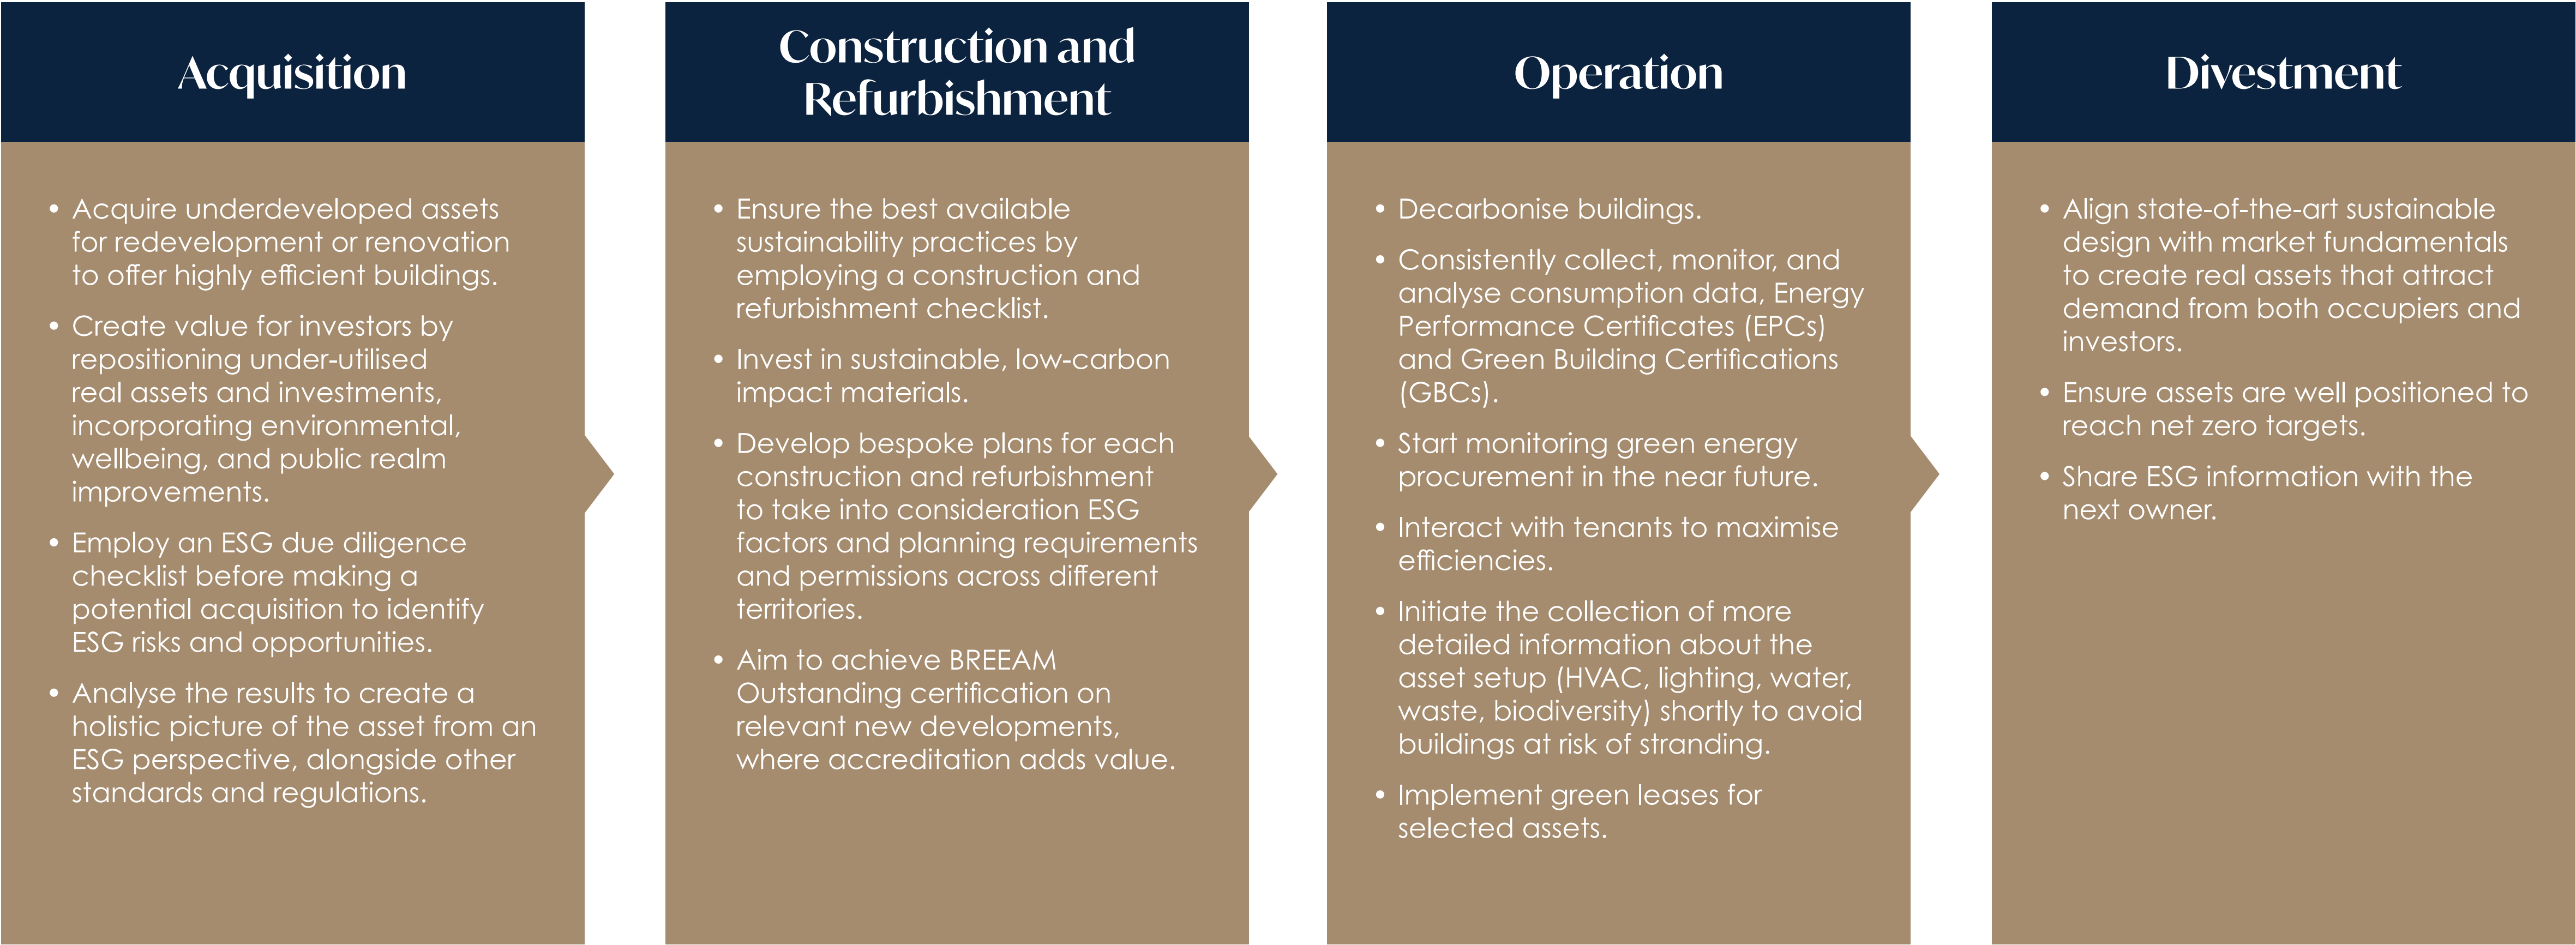 Acquisition
• Acquire underdeveloped assets
for redevelopment or renovation
to offer highly efficient buildings.
• Create value for investors by
repositioning under-utilised
real assets and investments,
incorporating environmental,
wellbeing, and public realm
improvements.
• Employ an ESG due diligence
checklist before making a
potential acquisition to identify
ESG risks and opportunities.
• Analyse the results to create a
holistic picture of the asset from an
ESG perspective, alongside other
standards and regulations.
Construction and
Refurbishment
• Ensure the best available
sustainability practices by
employing a construction and
refurbishment checklist.
• Invest in sustainable, low-carbon
impact materials.
• Develop bespoke plans for each
construction and refurbishment
to take into consideration ESG
factors and planning requirements
and permissions across different
territories.
• Aim to achieve BREEAM
Outstanding certification on
relevant new developments,
where accreditation adds value.
Operation
• Decarbonise buildings.
• Consistently collect, monitor, and
analyse consumption data, Energy
Performance Certificates (EPCs)
and Green Building Certifications
(GBCs).
• Start monitoring green energy
procurement in the near future.
• Interact with tenants to maximise
efficiencies.
• Initiate the collection of more
detailed information about the
asset setup (HVAC, lighting, water,
waste, biodiversity) shortly to avoid
buildings at risk of stranding.
• Implement green leases for
selected assets.
Divestment
• Align state-of-the-art sustainable
design with market fundamentals
to create real assets that attract
demand from both occupiers and
investors.
• Ensure assets are well positioned to
reach net zero targets.
• Share ESG information with the
next owner.